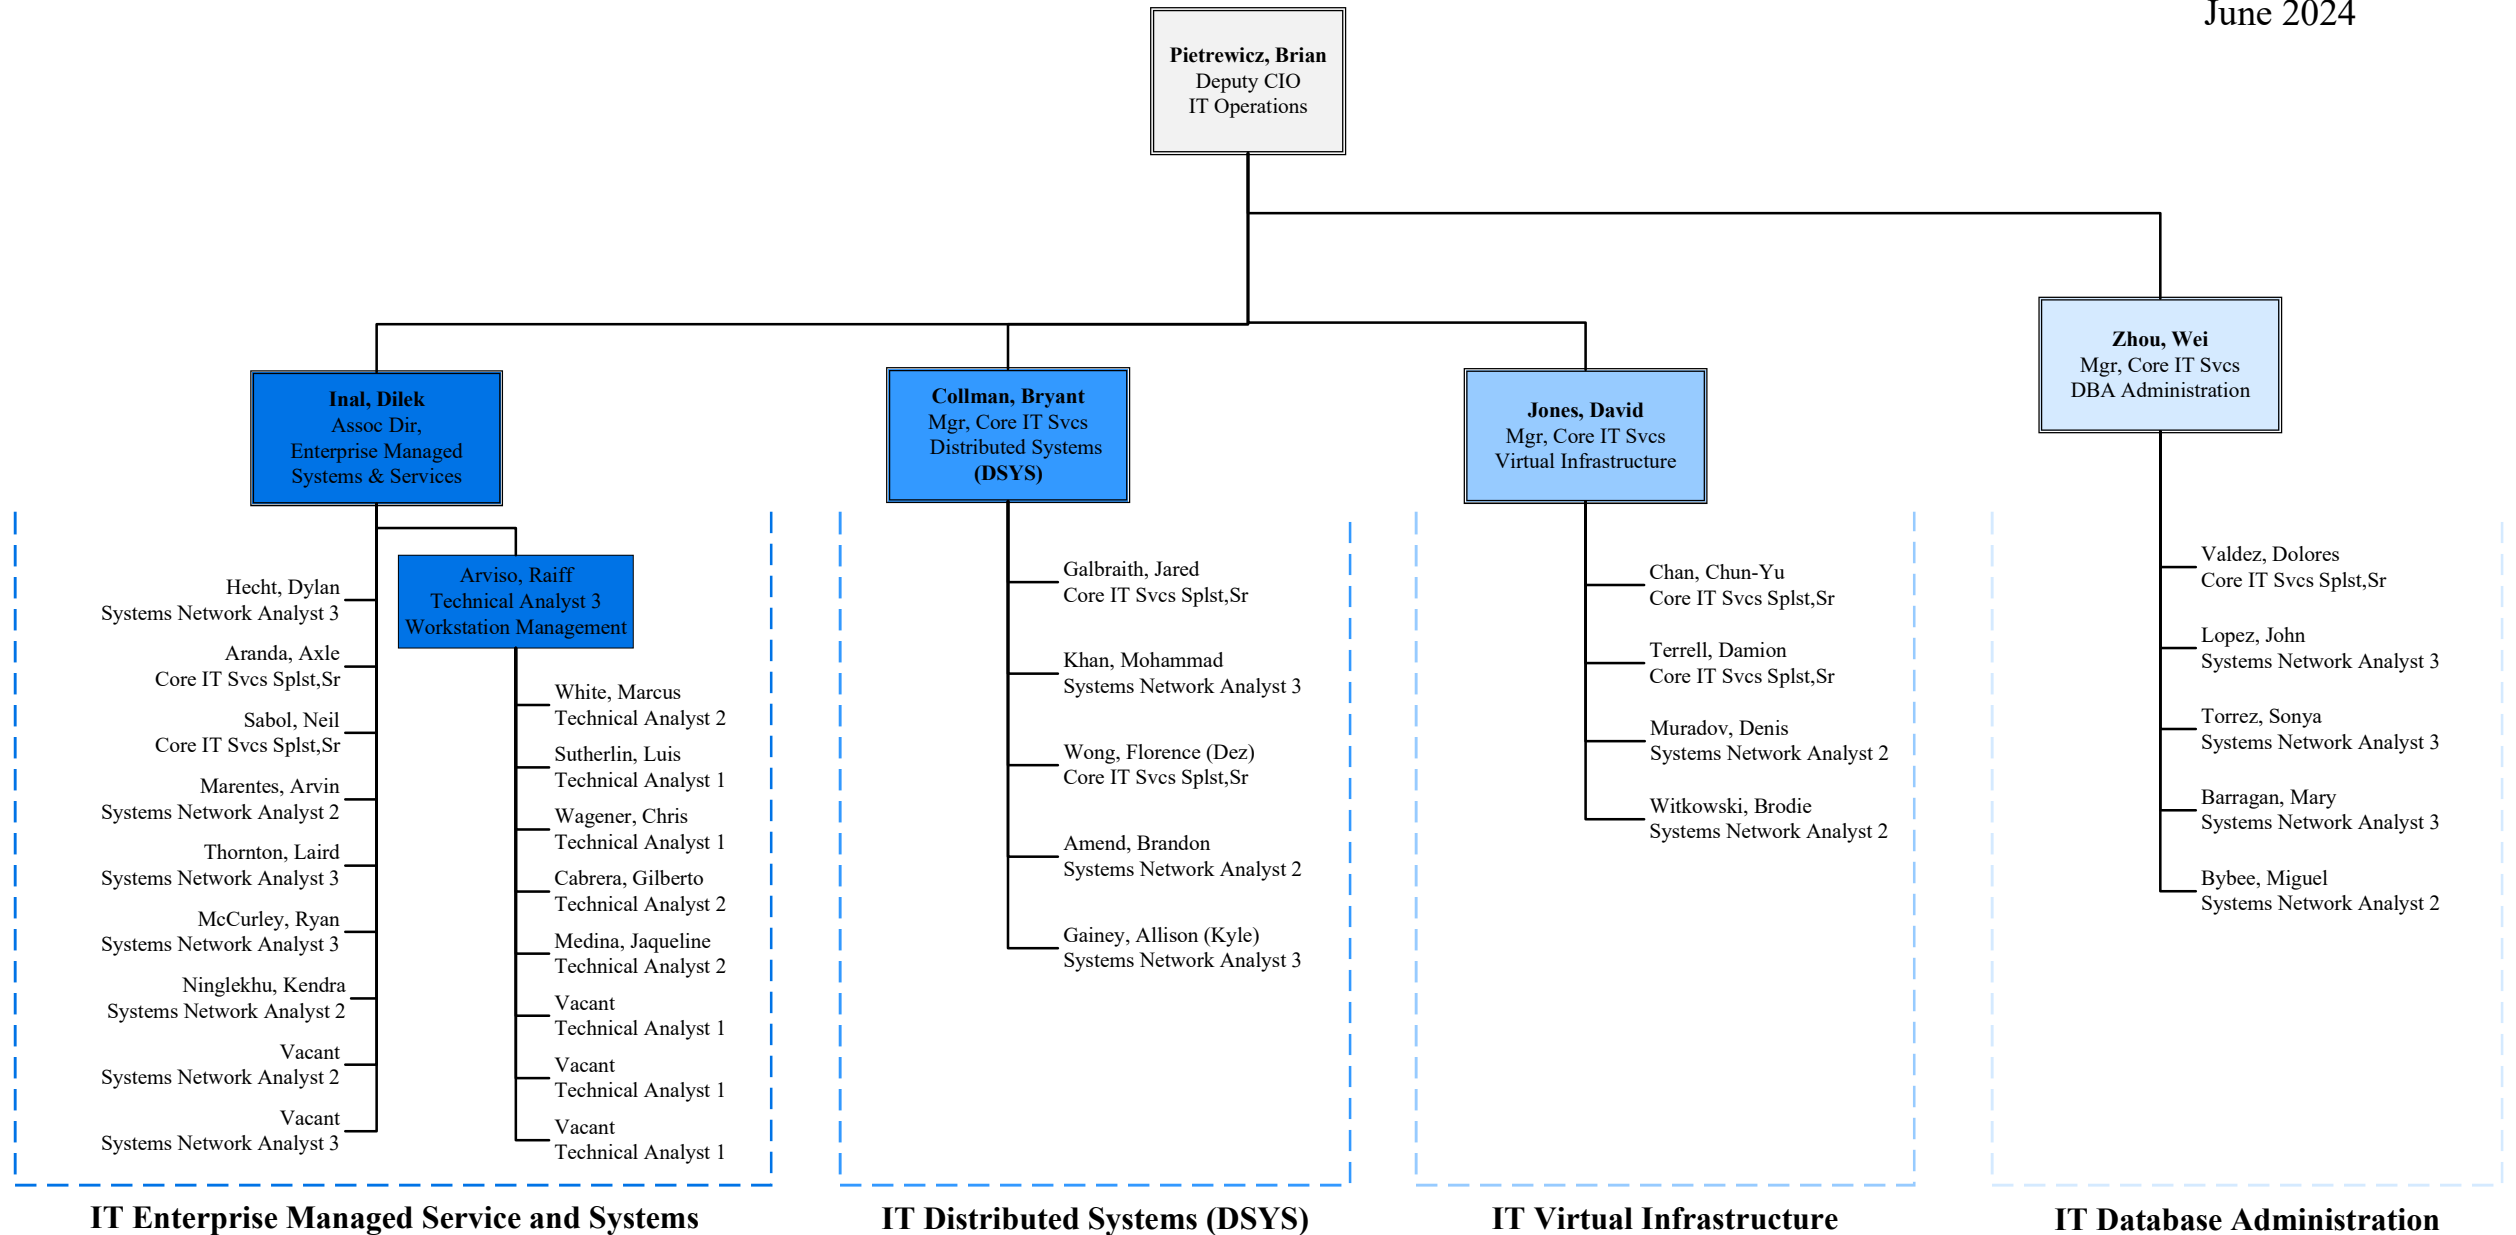 June 2024
Pietrewicz, Brian
Deputy CIO
IT Operations
Inal, Dilek
Assoc Dir,
Enterprise Managed
Systems & Services
Hecht, Dylan
Systems Network Analyst 3
Aranda, Axle
Core IT Svcs Splst,Sr
Sabol, Neil
Core IT Svcs Splst,Sr
Marentes, Arvin
Systems Network Analyst 2
Thornton, Laird
Systems Network Analyst 3
McCurley, Ryan
Systems Network Analyst 3
Ninglekhu, Kendra
Systems Network Analyst 2
Vacant
Systems Network Analyst 2
Vacant
Systems Network Analyst 3
Arviso, Raiff
Technical Analyst 3
Workstation Management
White, Marcus
Technical Analyst 2
Sutherlin, Luis
Technical Analyst 1
Wagener, Chris
Technical Analyst 1
Cabrera, Gilberto
Technical Analyst 2
Medina, Jaqueline
Technical Analyst 2
Vacant
Technical Analyst 1
Vacant
Technical Analyst 1
Vacant
Technical Analyst 1
IT Enterprise Managed Service and Systems
Collman, Bryant
Mgr, Core IT Svcs
Distributed Systems
(DSYS)
Galbraith, Jared
Core IT Svcs Splst,Sr
Khan, Mohammad
Systems Network Analyst 3
Wong, Florence (Dez)
Core IT Svcs Splst,Sr
Amend, Brandon
Systems Network Analyst 2
Gainey, Allison (Kyle)
Systems Network Analyst 3
IT Distributed Systems (DSYS)
Jones, David
Mgr, Core IT Svcs
Virtual Infrastructure
Chan, Chun-Yu
Core IT Svcs Splst,Sr
Terrell, Damion
Core IT Svcs Splst,Sr
Muradov, Denis
Systems Network Analyst 2
Witkowski, Brodie
Systems Network Analyst 2
IT Virtual Infrastructure
Zhou, Wei
Mgr, Core IT Svcs
DBA Administration
Valdez, Dolores
Core IT Svcs Splst,Sr
Lopez, John
Systems Network Analyst 3
Torrez, Sonya
Systems Network Analyst 3
Barragan, Mary
Systems Network Analyst 3
Bybee, Miguel
Systems Network Analyst 2
IT Database Administration